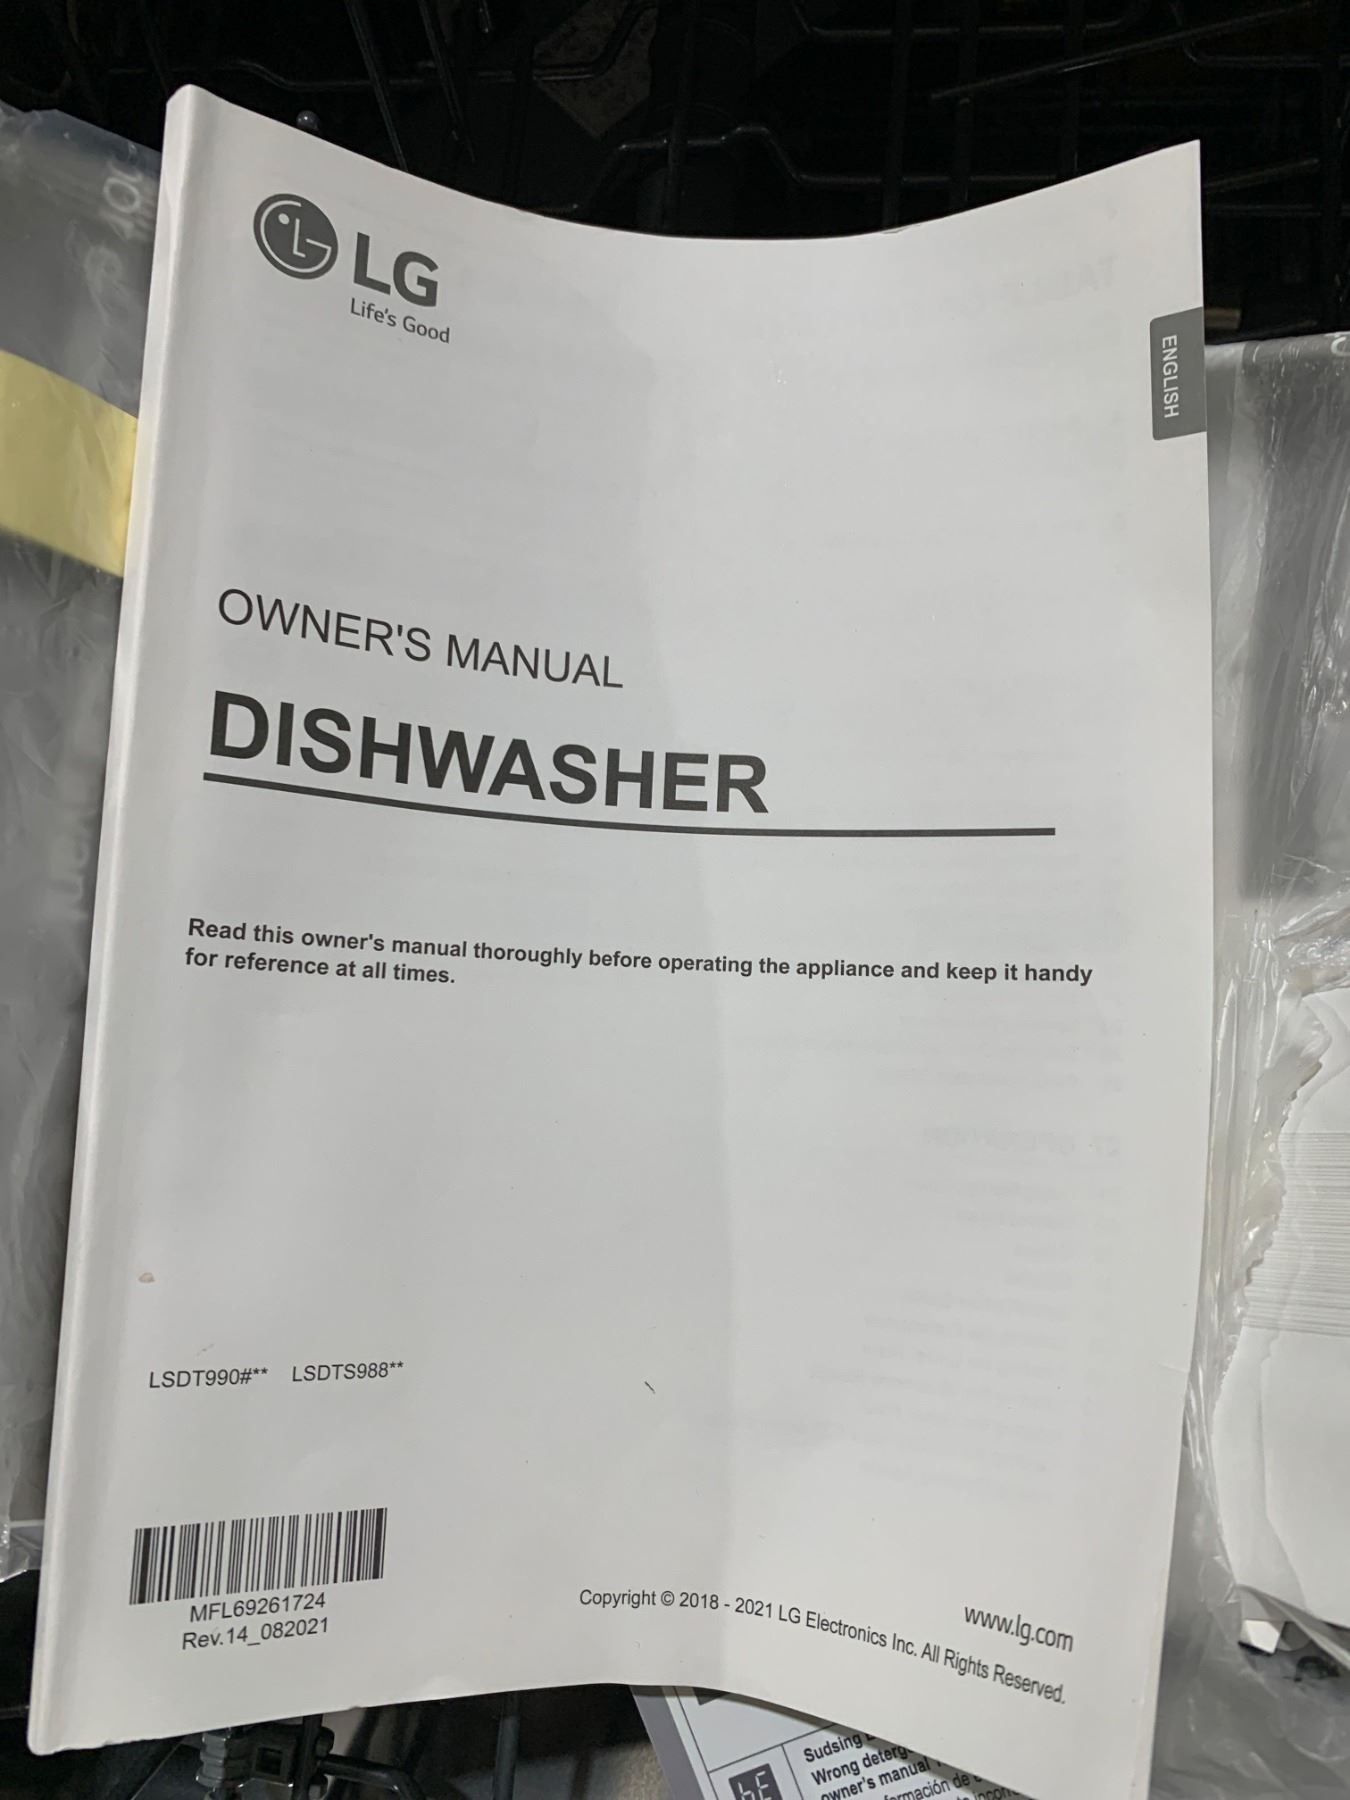 LG
Life's Good
ENGLISH
OWNER'S MANUAL
DISHWASHER
Read this owner's manual thoroughly before operating the appliance and keep it handy
for reference at all times.
LSDT990#** LSDTS988**
MFL69261724
Rev.14_082021
www.lg.com
Copyright © 2018 - 2021 LG Electronics Inc. All Rights Reserved.
Sudsing
Wrong
owner's manual
de